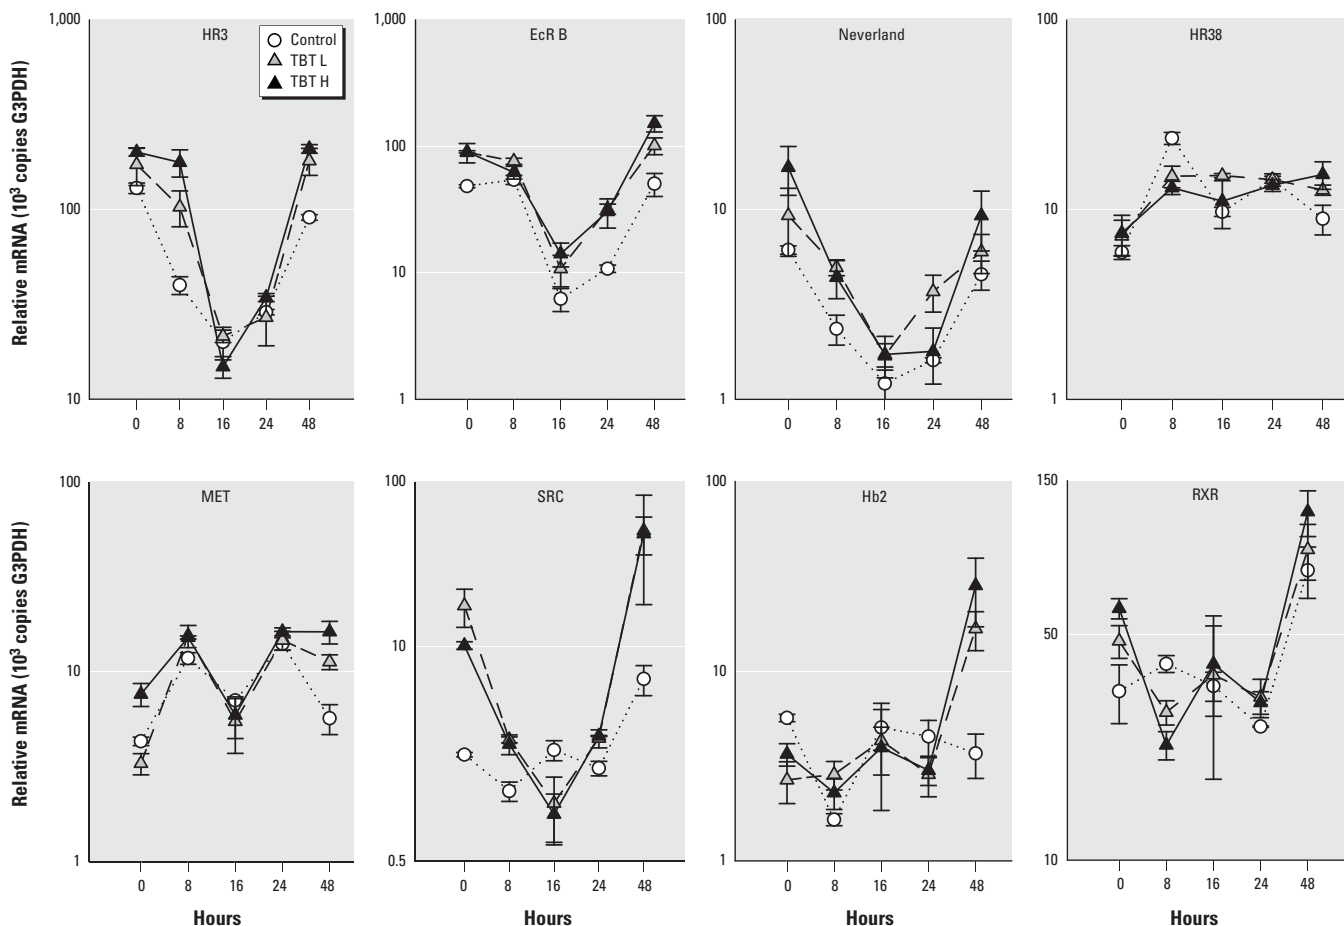 Relative mRNA (10³ copies G3PDH)
1,000
100
10
HR3
Control
TBT L
TBT H
0 8 16 24 48
1,000
100
10
1
EcR B
0 8 16 24 48
100
10
1
Neverland
0 8 16 24 48
100
10
1
HR38
0 8 16 24 48
Relative mRNA (10³ copies G3PDH)
100
10
1
MET
0 8 16 24 48
Hours
100
10
0.5
SRC
0 8 16 24 48
Hours
100
10
1
Hb2
0 8 16 24 48
Hours
150
50
10
RXR
0 8 16 24 48
Hours